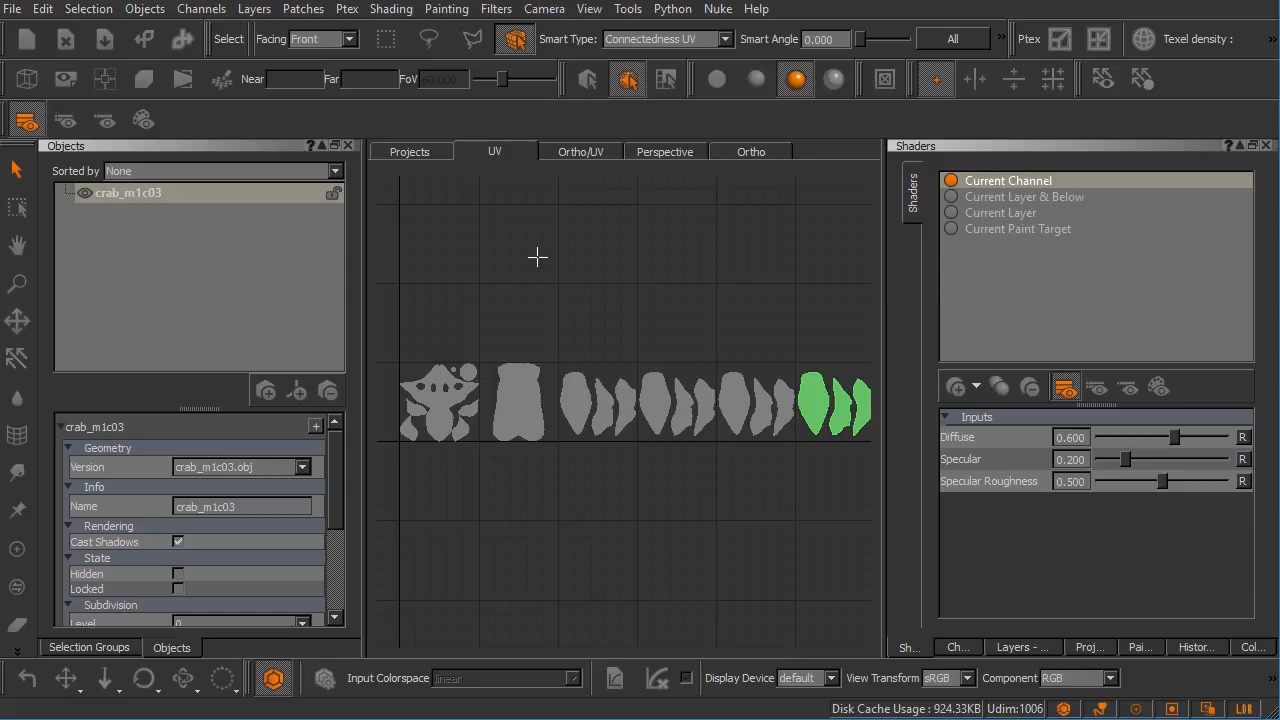 File Edit Selection Objects Channels Layers Patches Ptex Shading Painting Filters Camera View Tools Python Nuke Help
Select Facing Front Smart Type: Connectedness UV Smart Angle 0.000 All » Ptex Texel density : »
Near Far FoV 60.000 »
Objects
Sorted by None
crab_m1c03
crab_m1c03 +
Geometry
Version crab_m1c03.obj
Info
Name crab_m1c03
Rendering
Cast Shadows
State
Hidden
Locked
Subdivision
Level 0
Selection Groups Objects
Projects UV Ortho/UV Perspective Ortho
Shaders
Shaders
Current Channel
Current Layer & Below
Current Layer
Current Paint Target
Inputs
Diffuse 0.600 R
Specular 0.200 R
Specular Roughness 0.500 R
Sh... Ch... Layers - ... Proj... Pai... Histor... Col...
Input Colorspace linear Display Device default View Transform sRGB Component RGB
Disk Cache Usage : 924.33KB Udim:1006 LDR